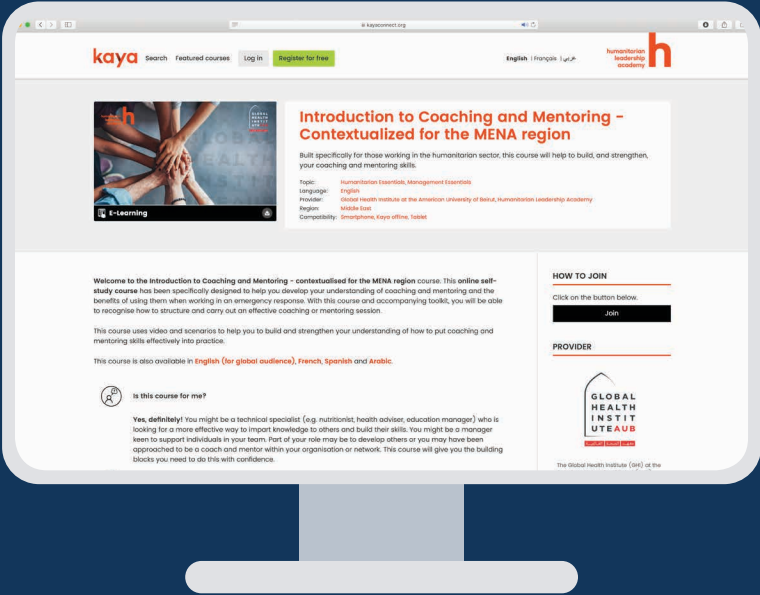 kayaconnect.org
kaya
Search
Featured courses
Log in
Register for free
English | Français | عربي
humanitarian
leadership
academy
h
h
GLOBAL
HEALTH
INSTIT
UTE AUB
E-Learning
Introduction to Coaching and Mentoring -
Contextualized for the MENA region
Built specifically for those working in the humanitarian sector, this course will help to build, and strengthen,
your coaching and mentoring skills.
Topic: Humanitarian Essentials, Management Essentials
Language: English
Provider: Global Health Institute at the American University of Beirut, Humanitarian Leadership Academy
Region: Middle East
Compatibility: Smartphone, Kaya offline, Tablet
Welcome to the Introduction to Coaching and Mentoring - contextualised for the MENA region course. This online self-
study course has been specifically designed to help you develop your understanding of coaching and mentoring and the
benefits of using them when working in an emergency response. With this course and accompanying toolkit, you will be able
to recognise how to structure and carry out an effective coaching or mentoring session.
This course uses video and scenarios to help you to build and strengthen your understanding of how to put coaching and
mentoring skills effectively into practice.
This course is also available in English (for global audience), French, Spanish and Arabic.
Is this course for me?
Yes, definitely! You might be a technical specialist (e.g. nutritionist, health adviser, education manager) who is
looking for a more effective way to impart knowledge to others and build their skills. You might be a manager
keen to support individuals in your team. Part of your role may be to develop others or you may have been
approached to be a coach and mentor within your organisation or network. This course will give you the building
blocks you need to do this with confidence.
HOW TO JOIN
Click on the button below.
Join
PROVIDER
GLOBAL
HEALTH
INSTIT
UTEAUB
The Global Health Institute (GHI) at the